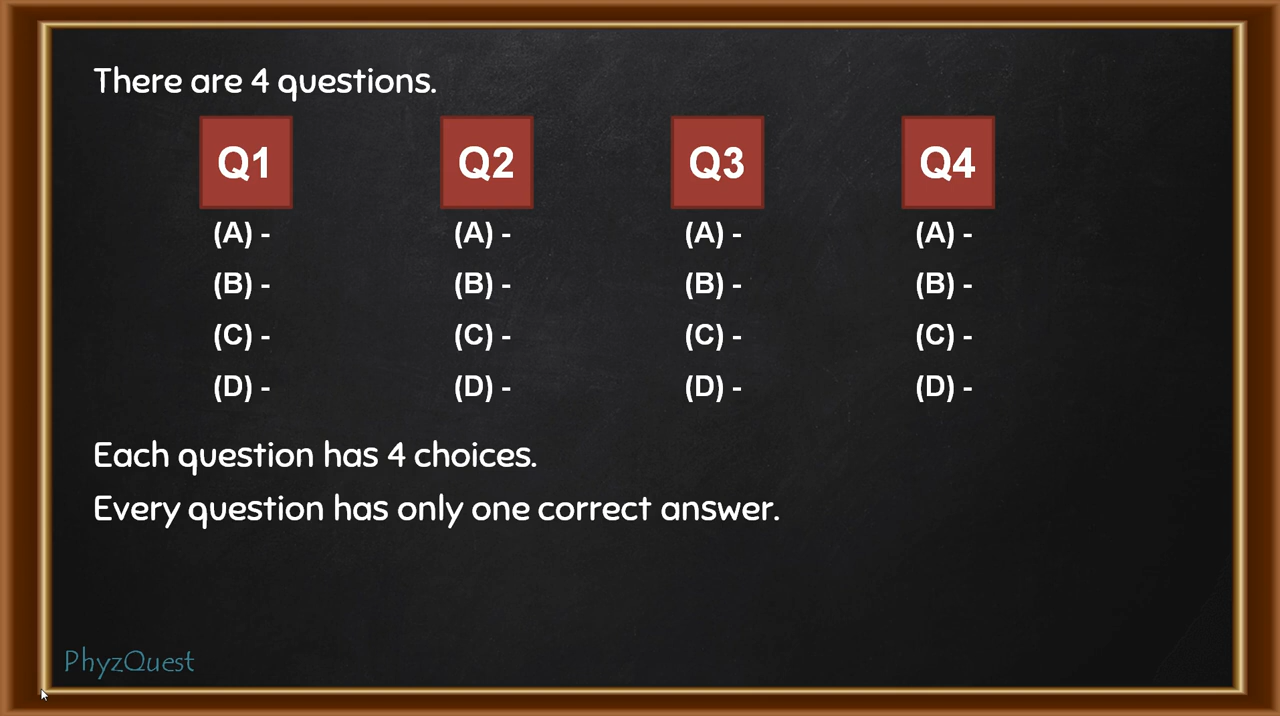 There are 4 questions.
Q1 Q2 Q3 Q4
(A) - (A) - (A) - (A) -
(B) - (B) - (B) - (B) -
(C) - (C) - (C) - (C) -
(D) - (D) - (D) - (D) -
Each question has 4 choices.
Every question has only one correct answer.
PhyzQuest